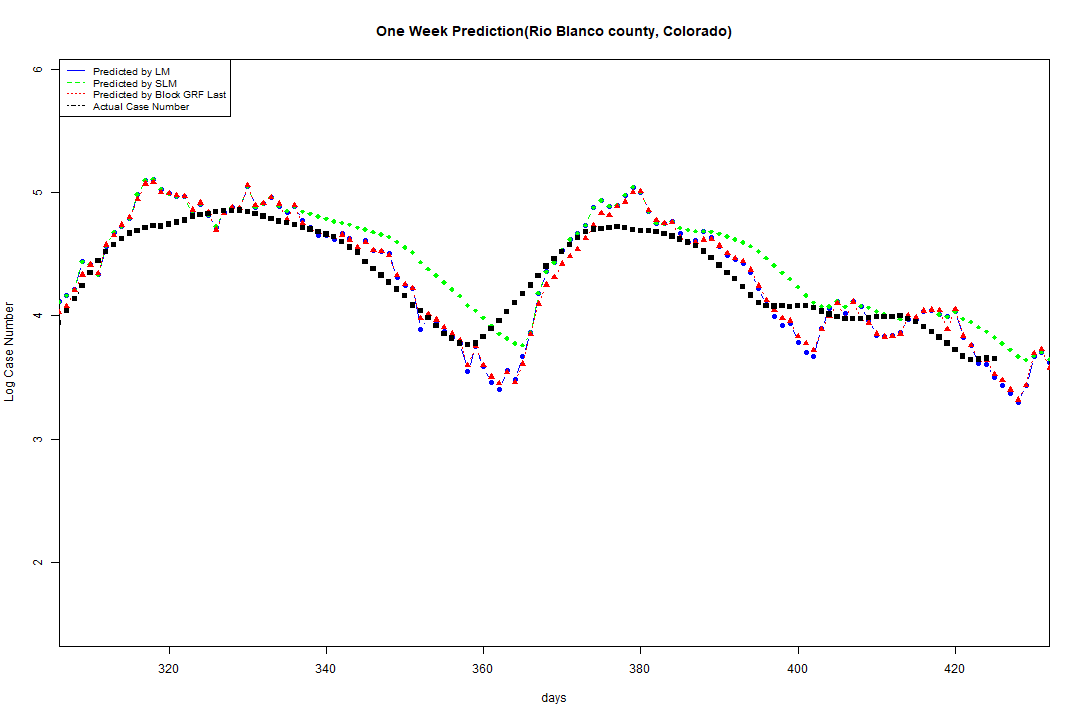 One Week Prediction(Rio Blanco county, Colorado)
Predicted by LM
Predicted by SLM
Predicted by Block GRF Last
Actual Case Number
6
5
4
3
2
Log Case Number
320 340 360 380 400 420
days